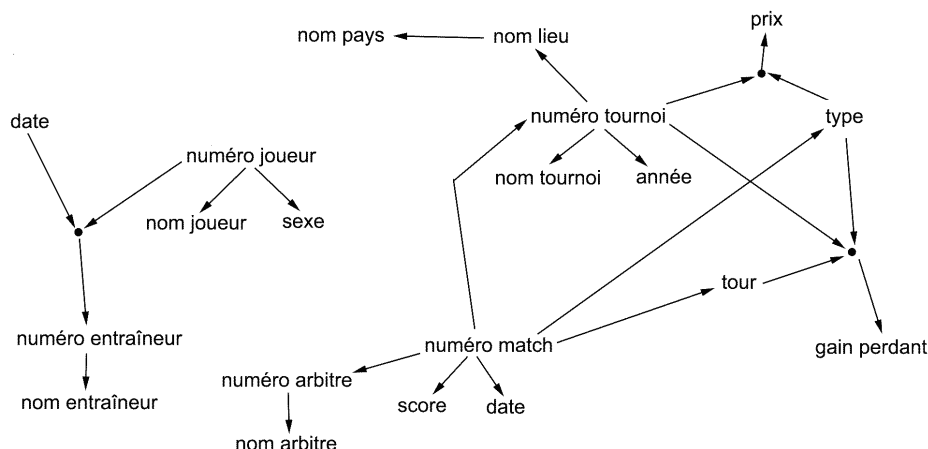 prix
nom pays
nom lieu
date
numéro tournoi
type
numéro joueur
nom tournoi
année
nom joueur
sexe
tour
numéro entraîneur
numéro match
gain perdant
numéro arbitre
nom entraîneur
score
date
nom arbitre